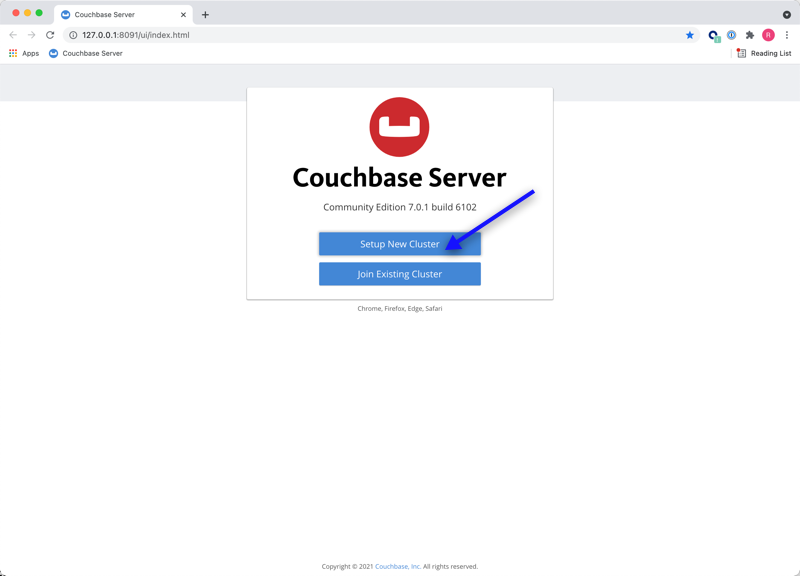 Couchbase Server
127.0.0.1:8091/ui/index.html
R
Apps
Couchbase Server
Reading List
Couchbase Server
Community Edition 7.0.1 build 6102
Setup New Cluster
Join Existing Cluster
Chrome, Firefox, Edge, Safari
Copyright © 2021 Couchbase, Inc. All rights reserved.